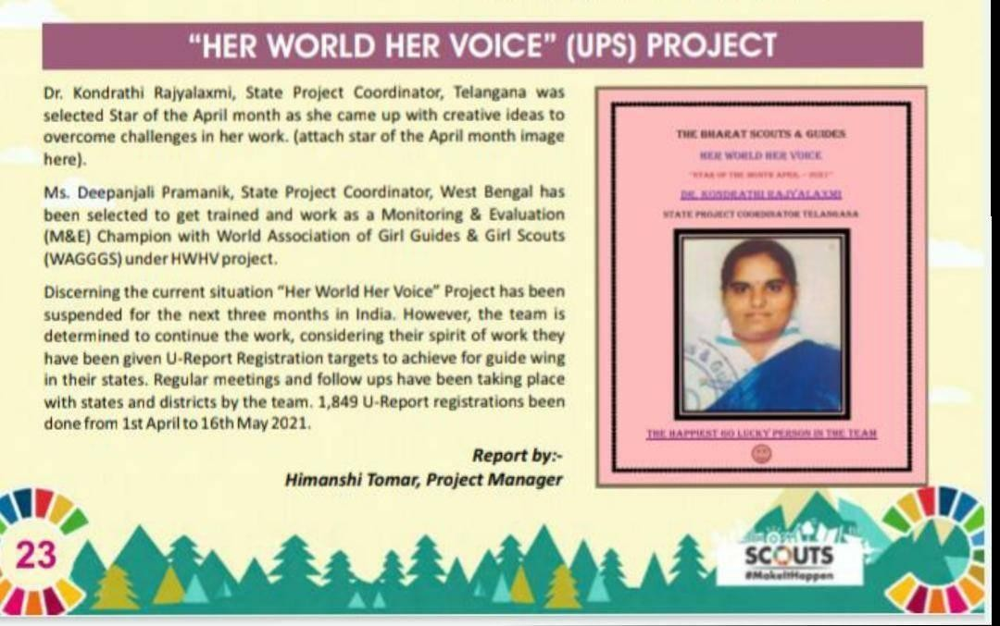 “HER WORLD HER VOICE” (UPS) PROJECT
Dr. Kondrathi Rajyalaxmi, State Project Coordinator, Telangana was
selected Star of the April month as she came up with creative ideas to
overcome challenges in her work. (attach star of the April month image
here).
Ms. Deepanjali Pramanik, State Project Coordinator, West Bengal has
been selected to get trained and work as a Monitoring & Evaluation
(M&E) Champion with World Association of Girl Guides & Girl Scouts
(WAGGGS) under HWHV project.
Discerning the current situation “Her World Her Voice” Project has been
suspended for the next three months in India. However, the team is
determined to continue the work, considering their spirit of work they
have been given U-Report Registration targets to achieve for guide wing
in their states. Regular meetings and follow ups have been taking place
with states and districts by the team. 1,849 U-Report registrations been
done from 1st April to 16th May 2021.
Report by:-
Himanshi Tomar, Project Manager
THE BHARAT SCOUTS & GUIDES
HER WORLD HER VOICE
"STAR OF THE MONTH APRIL – 2021"
DR. KONDRATHI RAJYALAXMI
STATE PROJECT COORDINATOR TELANGANA
THE HAPPIEST GO LUCKY PERSON IN THE TEAM
23
SCOUTS
#MakeItHappen